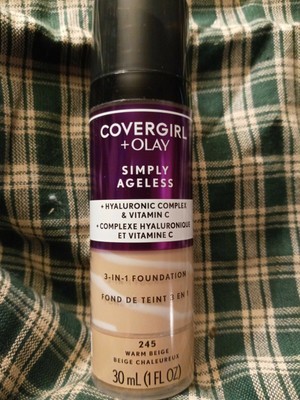 COVERGIRL
+ OLAY
SIMPLY
AGELESS
+ HYALURONIC COMPLEX
& VITAMIN C
+ COMPLEXE HYALURONIQUE
ET VITAMINE C
3-IN-1 FOUNDATION
FOND DE TEINT 3 EN 1
245
WARM BEIGE
BEIGE CHALEUREUX
30 mL (1 FL OZ)